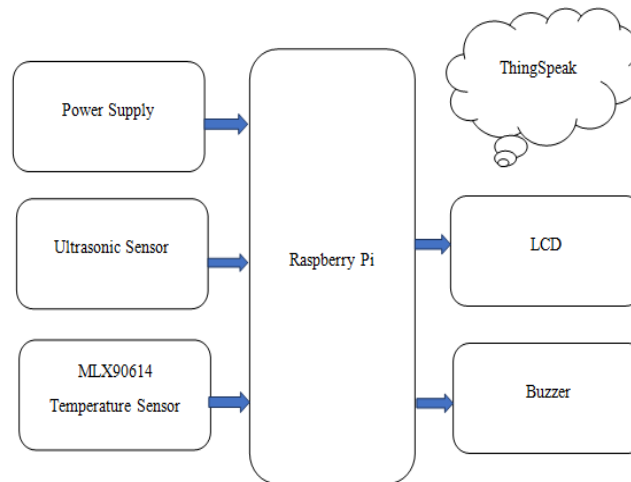 ThingSpeak
Power Supply
Ultrasonic Sensor
Raspberry Pi
LCD
MLX90614
Temperature Sensor
Buzzer